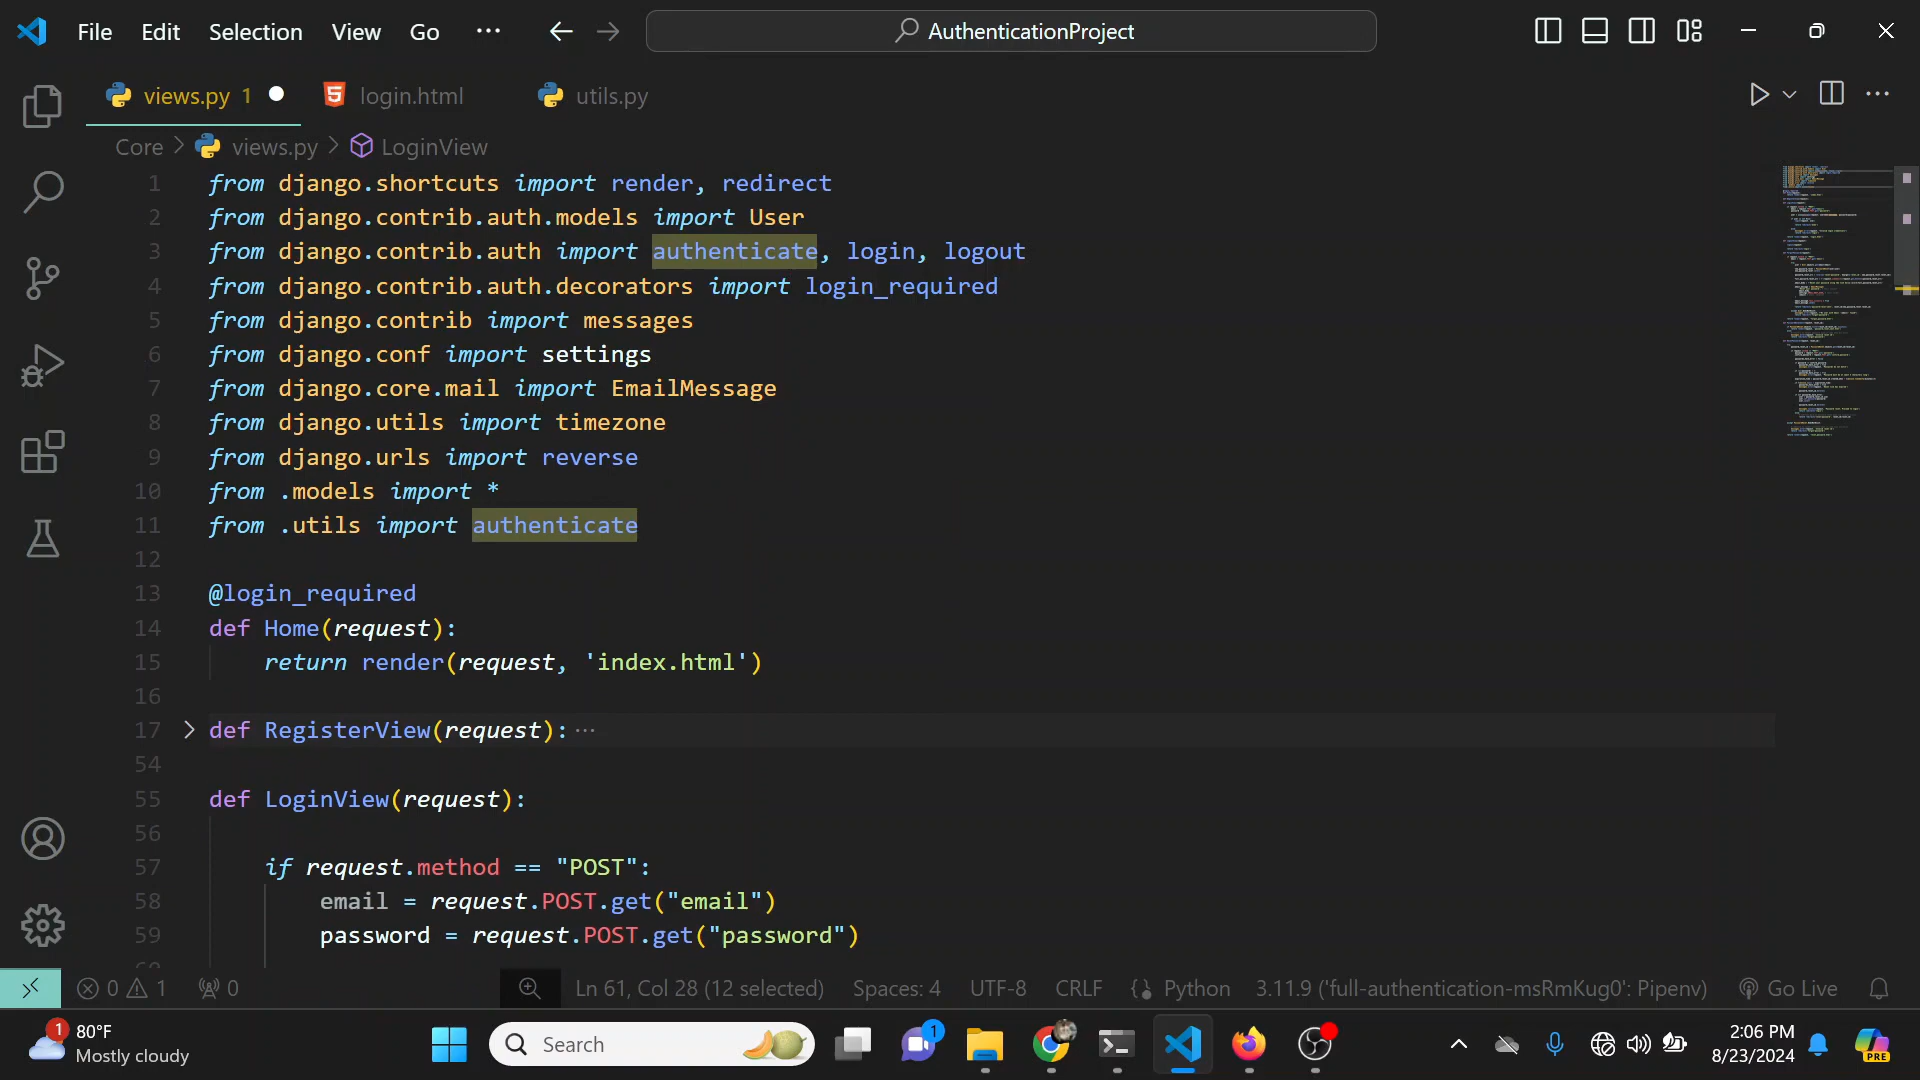 File Edit Selection View Go ··· AuthenticationProject
views.py 1 login.html utils.py
Core > views.py > LoginView
1 from django.shortcuts import render, redirect
2 from django.contrib.auth.models import User
3 from django.contrib.auth import authenticate, login, logout
4 from django.contrib.auth.decorators import login_required
5 from django.contrib import messages
6 from django.conf import settings
7 from django.core.mail import EmailMessage
8 from django.utils import timezone
9 from django.urls import reverse
10 from .models import *
11 from .utils import authenticate
12
13 @login_required
14 def Home(request):
15 return render(request, 'index.html')
16
17 def RegisterView(request): ···
54
55 def LoginView(request):
56
57 if request.method == "POST":
58 email = request.POST.get("email")
59 password = request.POST.get("password")
0 1 0 Ln 61, Col 28 (12 selected) Spaces: 4 UTF-8 CRLF Python 3.11.9 ('full-authentication-msRmKug0': Pipenv) Go Live
1 80°F
Mostly cloudy
Search
1
2:06 PM
8/23/2024
PRE